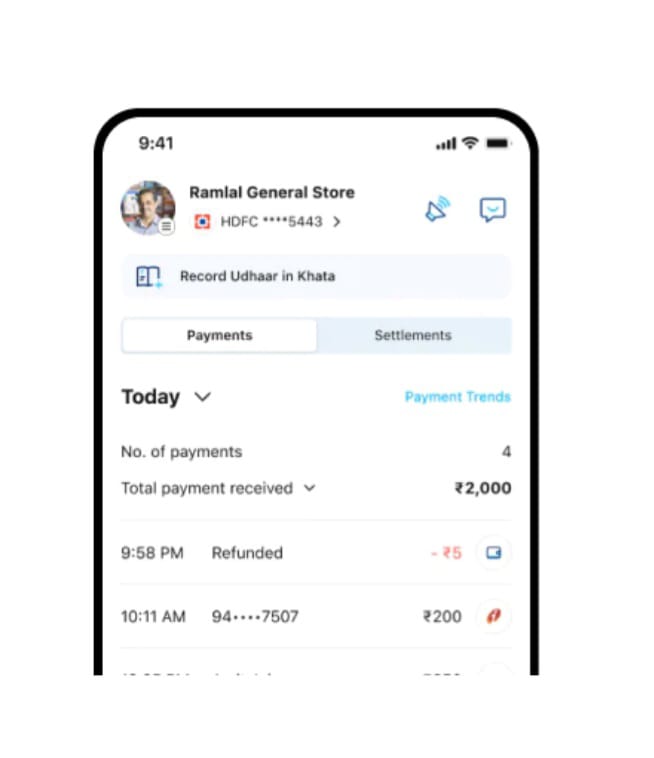 9:41
Ramlal General Store
HDFC ****5443 >
Record Udhaar in Khata
Payments Settlements
Today Payment Trends
No. of payments 4
Total payment received ₹2,000
9:58 PM Refunded - ₹5
10:11 AM 94••••7507 ₹200